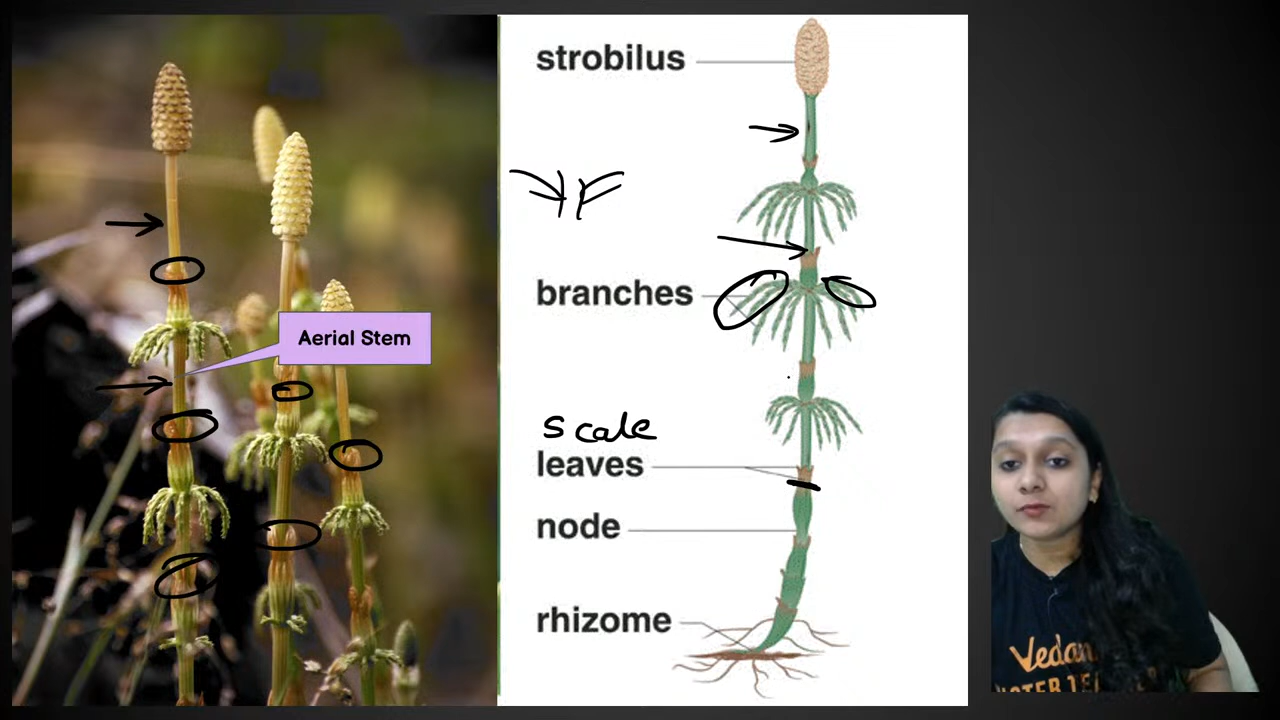 Aerial Stem
strobilus
branches
scale
leaves
node
rhizome
Vedan